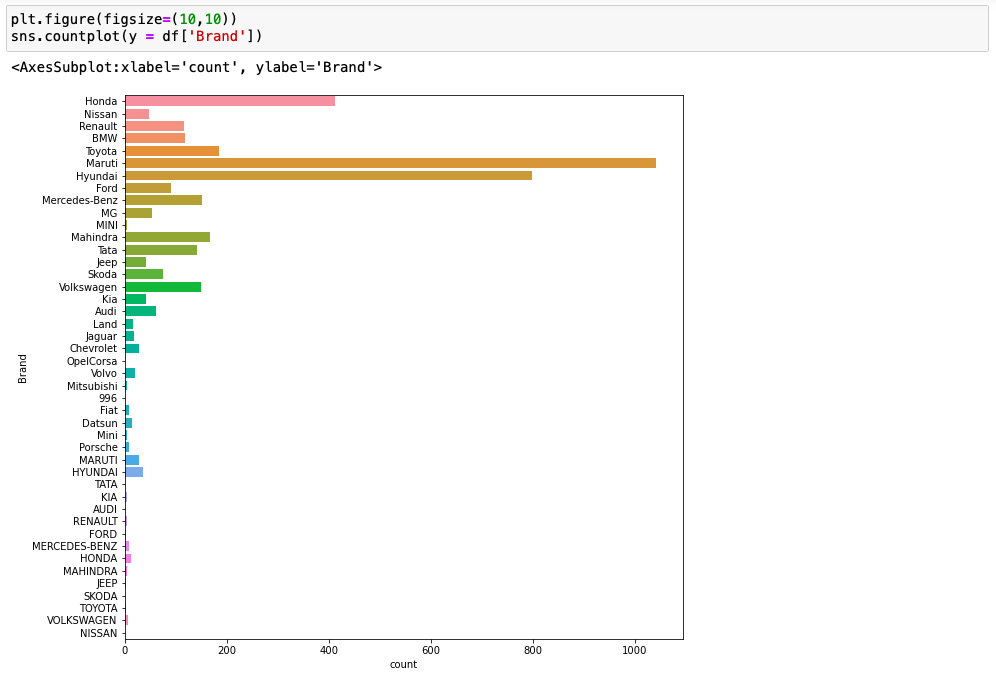 plt.figure(figsize=(10,10))
sns.countplot(y = df['Brand'])
<AxesSubplot:xlabel='count', ylabel='Brand'>
Honda
Nissan
Renault
BMW
Toyota
Maruti
Hyundai
Ford
Mercedes-Benz
MG
MINI
Mahindra
Tata
Jeep
Skoda
Volkswagen
Kia
Audi
Land
Jaguar
Chevrolet
OpelCorsa
Volvo
Mitsubishi
996
Fiat
Datsun
Mini
Porsche
MARUTI
HYUNDAI
TATA
KIA
AUDI
RENAULT
FORD
MERCEDES-BENZ
HONDA
MAHINDRA
JEEP
SKODA
TOYOTA
VOLKSWAGEN
NISSAN
Brand
0 200 400 600 800 1000
count